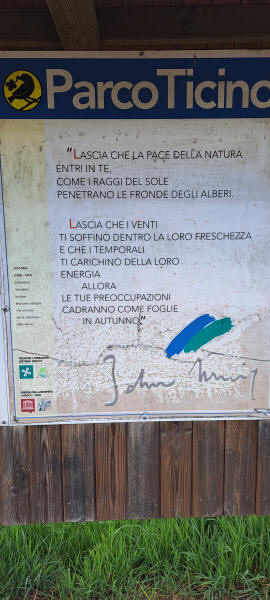 ParcoTicino
"LASCIA CHE LA PACE DELLA NATURA
ENTRI IN TE,
COME I RAGGI DEL SOLE
PENETRANO LE FRONDE DEGLI ALBERI.
LASCIA CHE I VENTI
TI SOFFINO DENTRO LA LORO FRESCHEZZA
E CHE I TEMPORALI
TI CARICHINO DELLA LORO
ENERGIA
ALLORA
LE TUE PREOCCUPAZIONI
CADRANNO COME FOGLIE
IN AUTUNNO."
John Muir